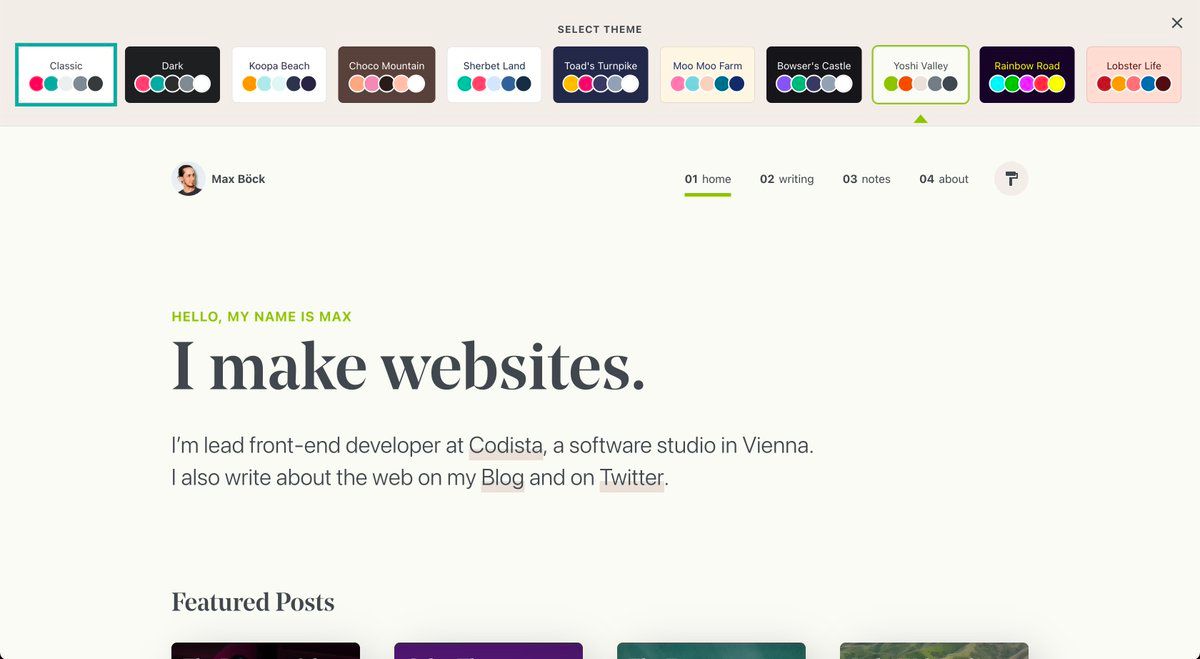 SELECT THEME
Classic
Dark
Koopa Beach
Choco Mountain
Sherbet Land
Toad's Turnpike
Moo Moo Farm
Bowser's Castle
Yoshi Valley
Rainbow Road
Lobster Life
Max Böck
01 home
02 writing
03 notes
04 about
HELLO, MY NAME IS MAX
I make websites.
I’m lead front-end developer at Codista, a software studio in Vienna.
I also write about the web on my Blog and on Twitter.
Featured Posts